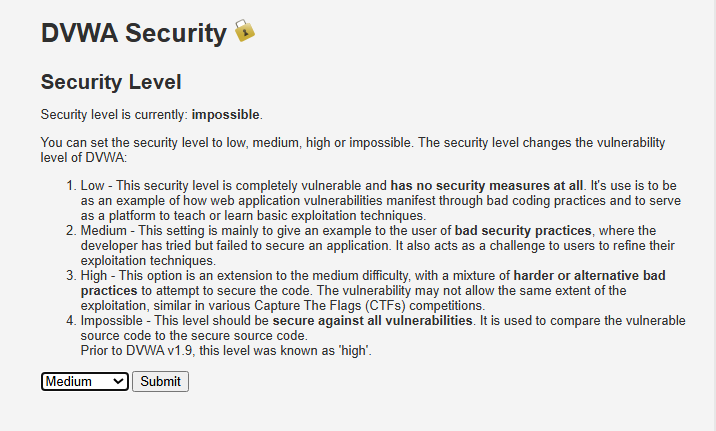 DVWA Security
Security Level
Security level is currently: impossible.
You can set the security level to low, medium, high or impossible. The security level changes the vulnerability
level of DVWA:
1. Low - This security level is completely vulnerable and has no security measures at all. It's use is to be
as an example of how web application vulnerabilities manifest through bad coding practices and to serve
as a platform to teach or learn basic exploitation techniques.
2. Medium - This setting is mainly to give an example to the user of bad security practices, where the
developer has tried but failed to secure an application. It also acts as a challenge to users to refine their
exploitation techniques.
3. High - This option is an extension to the medium difficulty, with a mixture of harder or alternative bad
practices to attempt to secure the code. The vulnerability may not allow the same extent of the
exploitation, similar in various Capture The Flags (CTFs) competitions.
4. Impossible - This level should be secure against all vulnerabilities. It is used to compare the vulnerable
source code to the secure source code.
Prior to DVWA v1.9, this level was known as 'high'.
Medium Submit